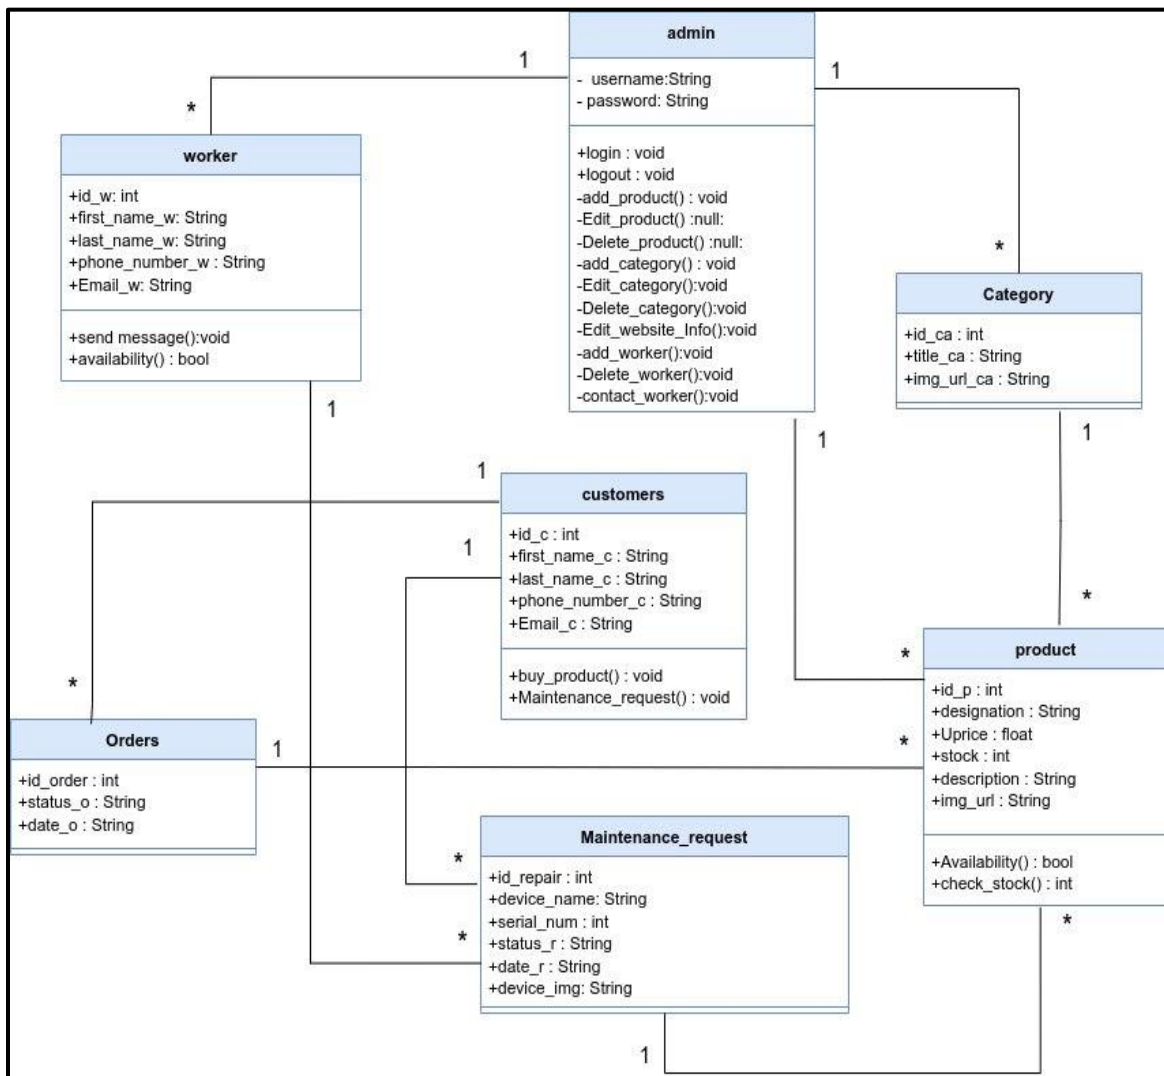 admin
- username:String
- password: String
+login : void
+logout : void
-add_product() : void
-Edit_product() :null:
-Delete_product() :null:
-add_category() : void
-Edit_category():void
-Delete_category():void
-Edit_website_Info():void
-add_worker():void
-Delete_worker():void
-contact_worker():void
1
*
1
*
1
*
worker
+id_w: int
+first_name_w: String
+last_name_w: String
+phone_number_w : String
+Email_w: String
+send message():void
+availability() : bool
1
*
Category
+id_ca : int
+title_ca : String
+img_url_ca : String
1
*
customers
+id_c : int
+first_name_c : String
+last_name_c : String
+phone_number_c : String
+Email_c : String
+buy_product() : void
+Maintenance_request() : void
1
*
1
*
product
+id_p : int
+designation : String
+Uprice : float
+stock : int
+description : String
+img_url : String
+Availability() : bool
+check_stock() : int
Orders
+id_order : int
+status_o : String
+date_o : String
1
*
Maintenance_request
+id_repair : int
+device_name: String
+serial_num : int
+status_r : String
+date_r : String
+device_img: String
1
*